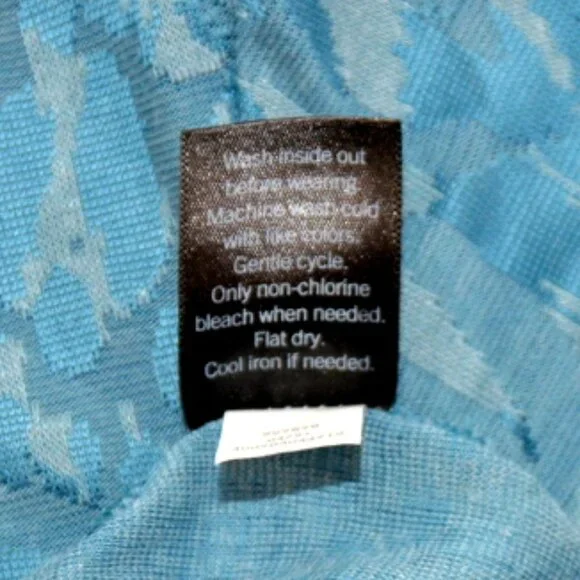 Wash inside out
before wearing.
Machine wash cold
with like colors.
Gentle cycle.
Only non-chlorine
bleach when needed.
Flat dry.
Cool iron if needed.